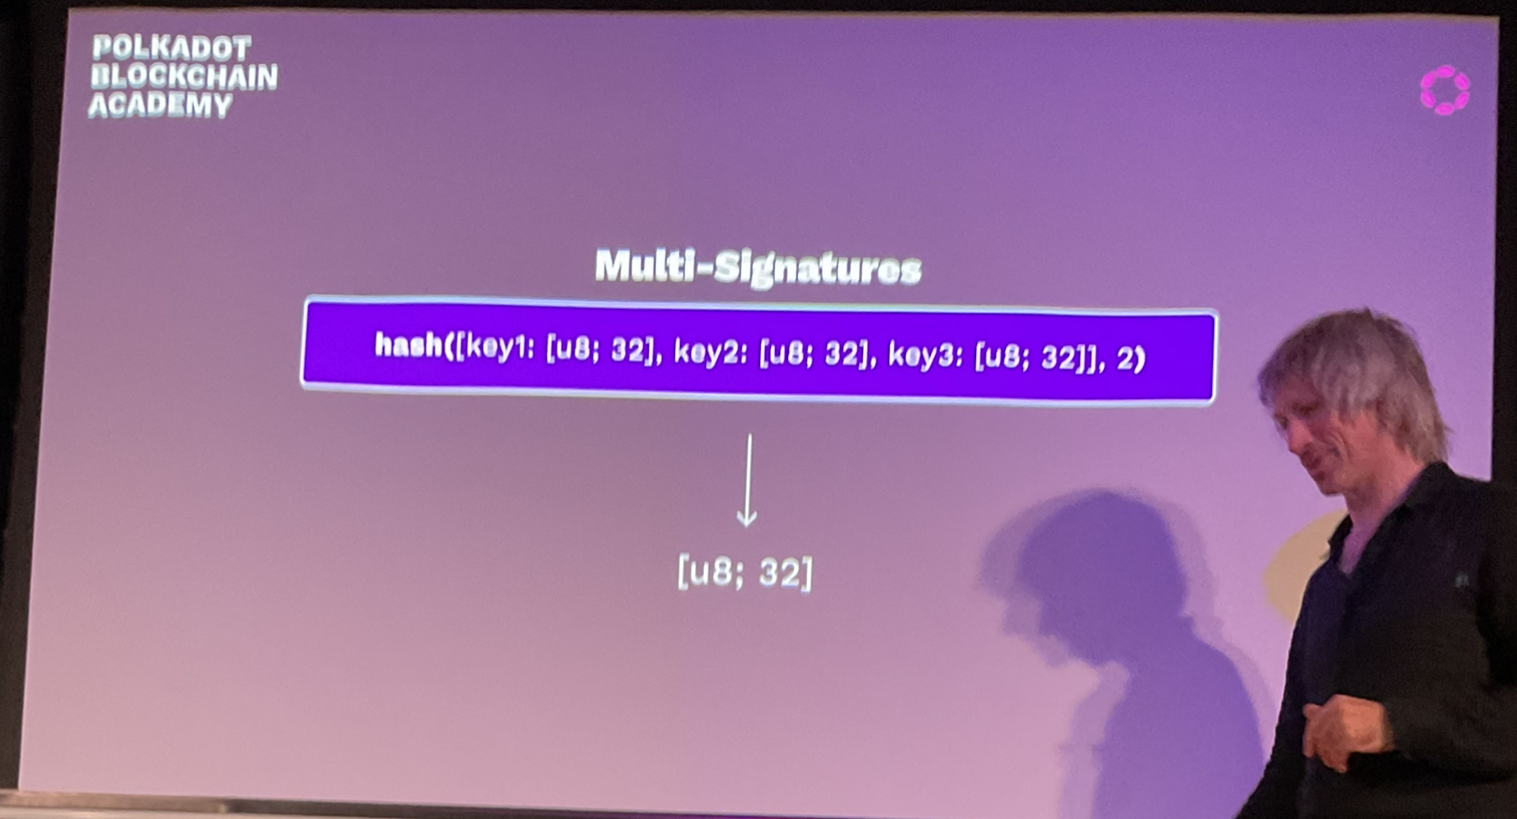 POLKADOT
BLOCKCHAIN
ACADEMY
Multi-Signatures
hash([key1: [u8; 32], key2: [u8; 32], key3: [u8; 32]], 2)
[u8; 32]